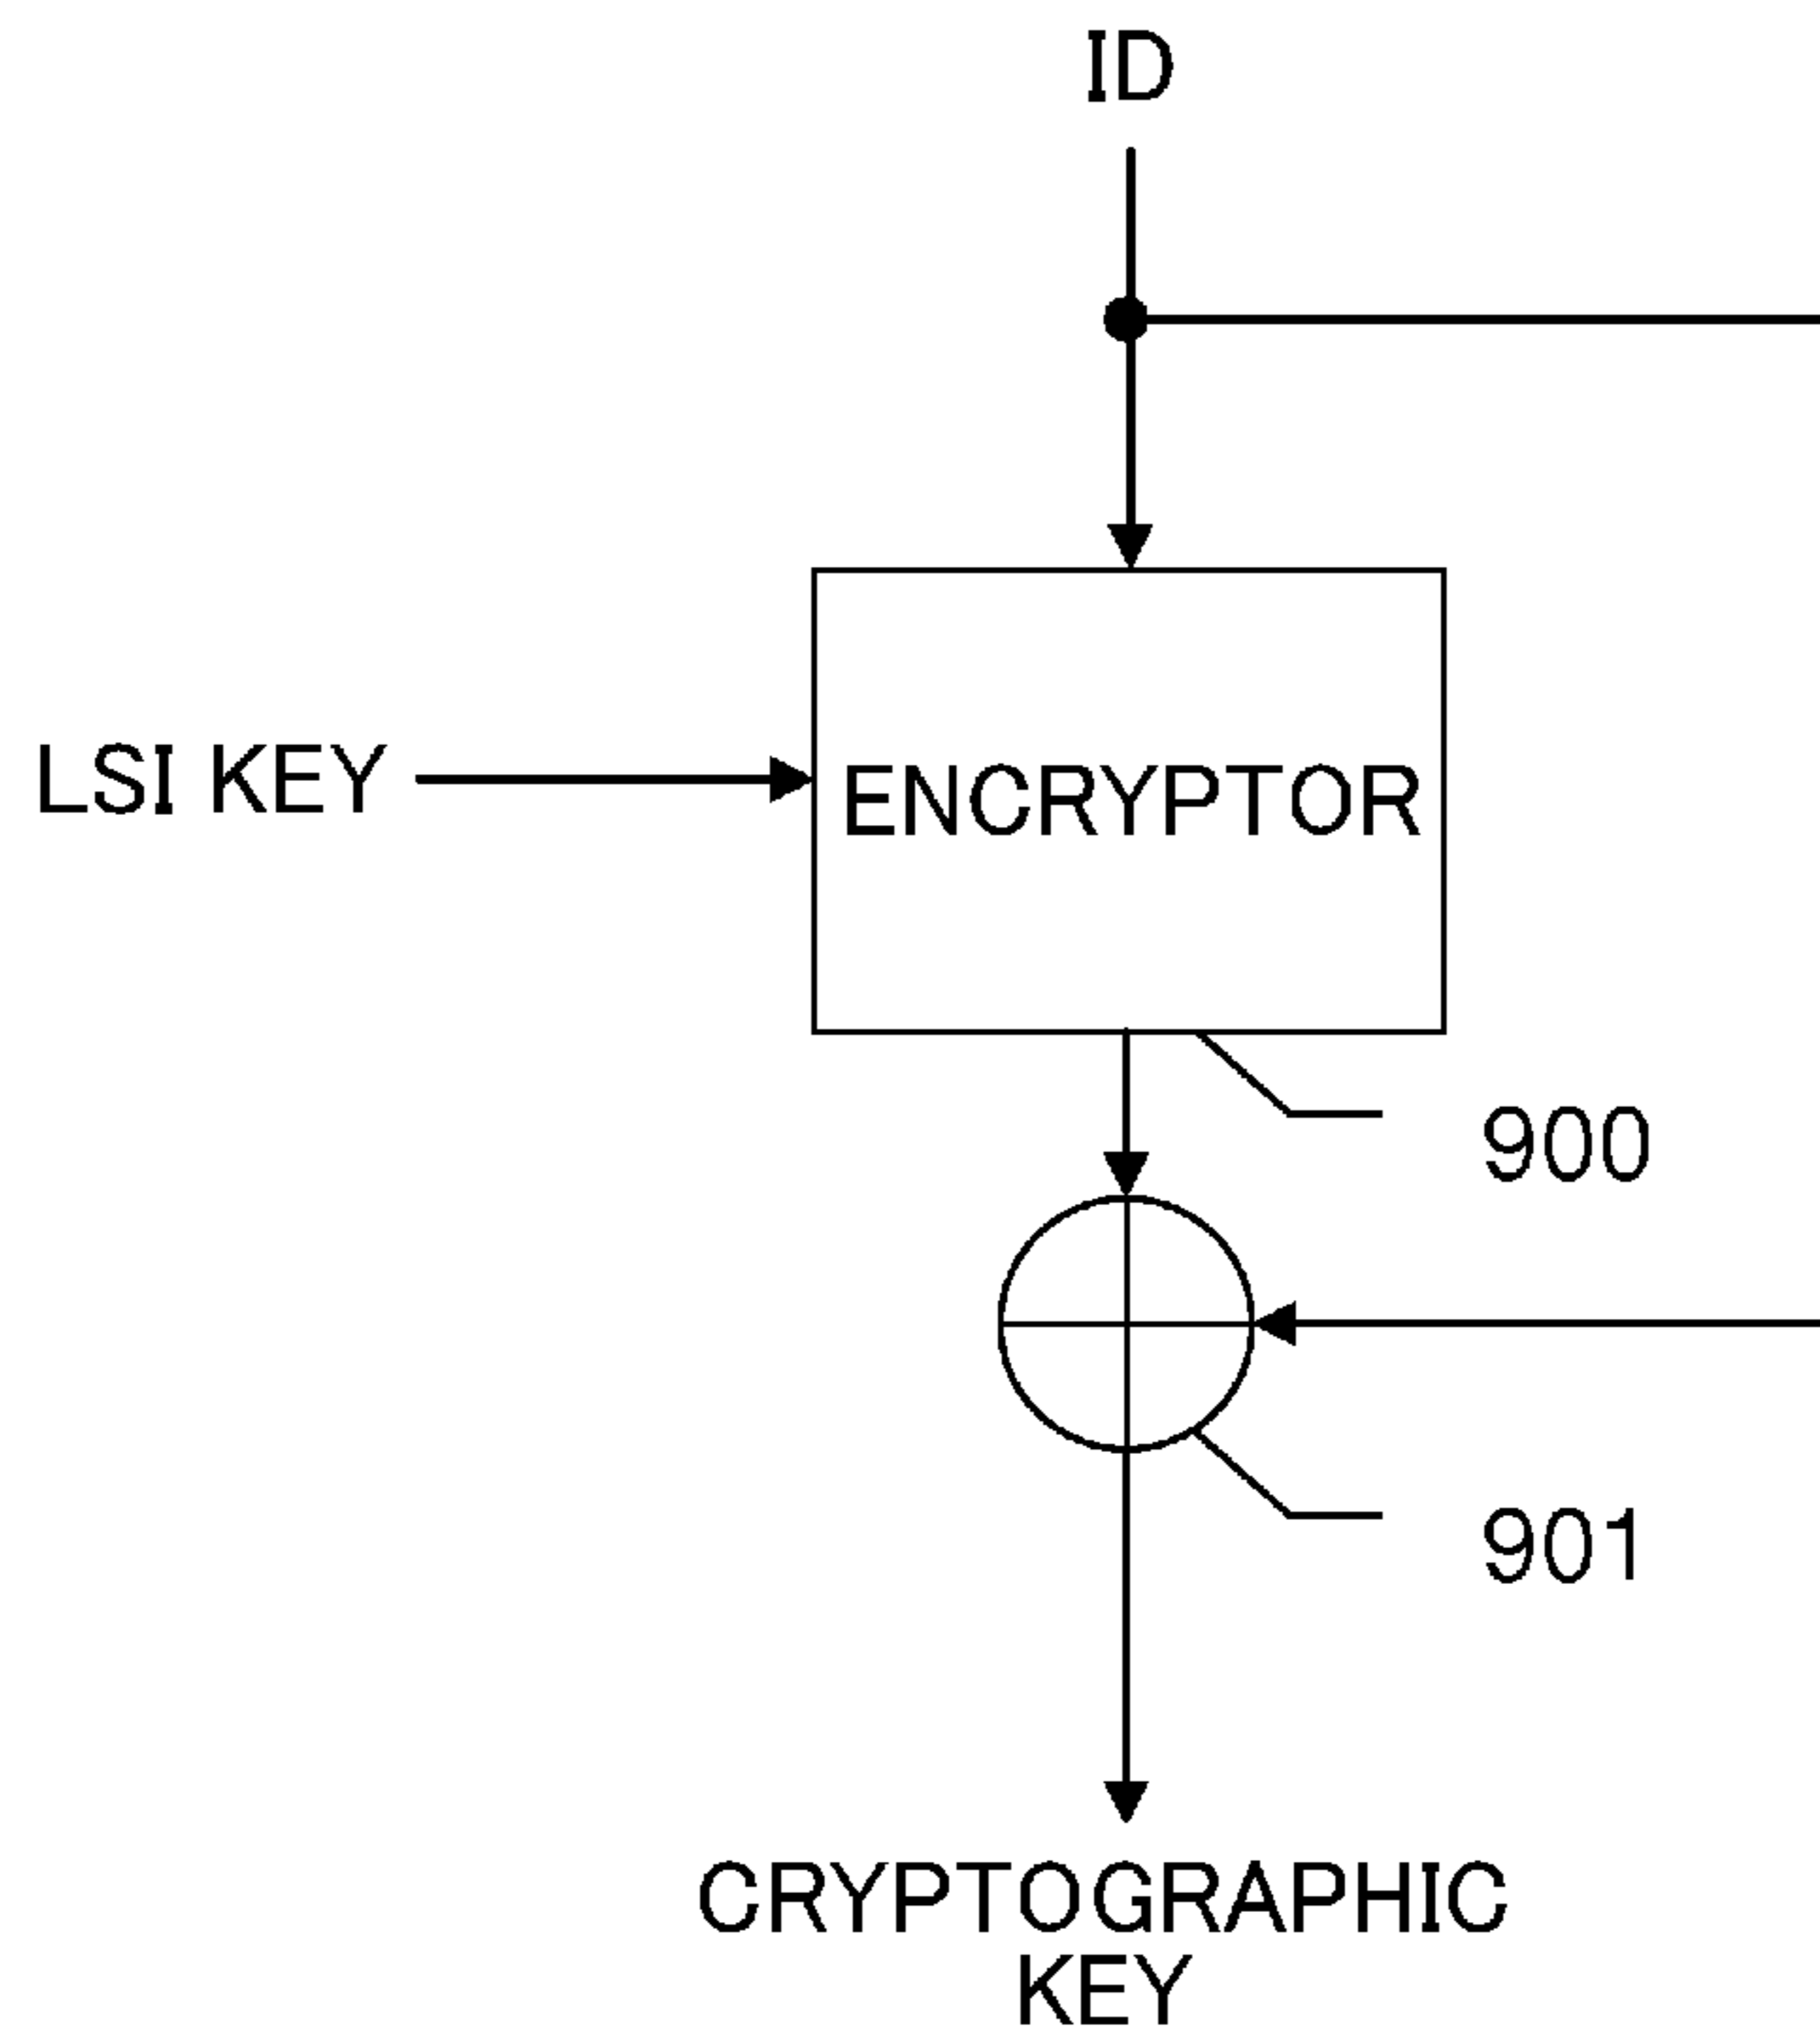 ID
LSI KEY
ENCRYPTOR
900
901
CRYPTOGRAPHIC
KEY